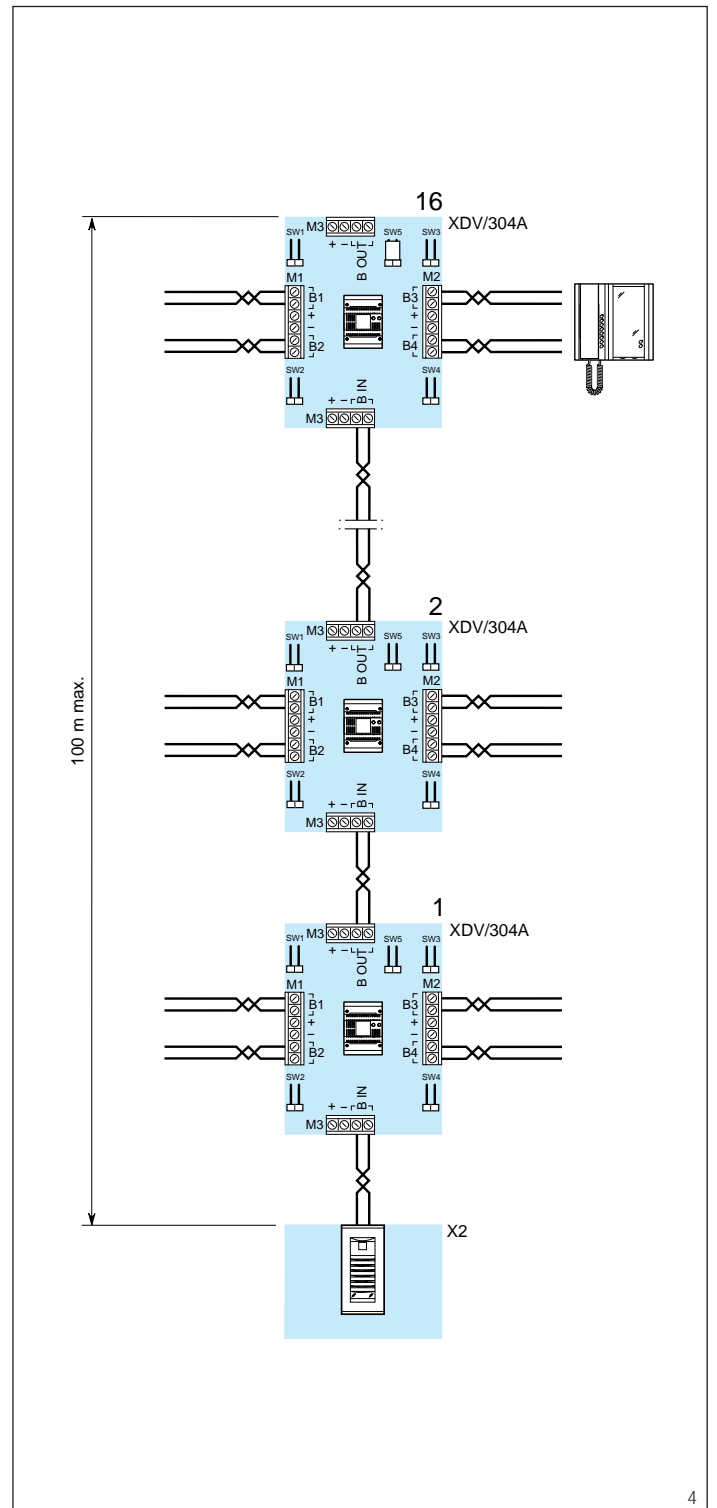 16
XDV/304A
M3
SW1 SW5 SW3
+ – B OUT
M1 M2
B1 B3
+ +
– –
B2 B4
SW2 SW4
+ – B IN
M3
100 m max.
2
XDV/304A
M3
SW1 SW5 SW3
+ – B OUT
M1 M2
B1 B3
+ +
– –
B2 B4
SW2 SW4
+ – B IN
M3
1
XDV/304A
M3
SW1 SW5 SW3
+ – B OUT
M1 M2
B1 B3
+ +
– –
B2 B4
SW2 SW4
+ – B IN
M3
X2
4